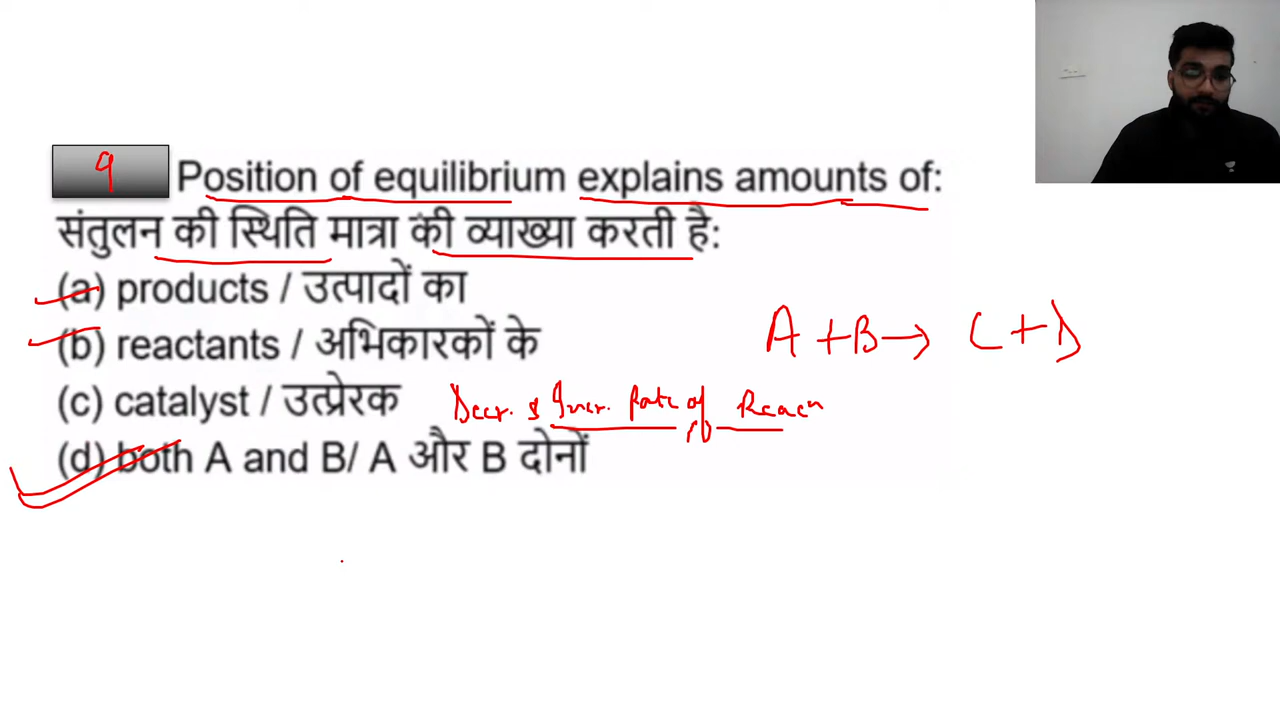 9 Position of equilibrium explains amounts of:
संतुलन की स्थिति मात्रा की व्याख्या करती है:
(a) products / उत्पादों का
(b) reactants / अभिकारकों के
A + B → C + D
(c) catalyst / उत्प्रेरक Decr. & Incr. Rate of Reacn
(d) both A and B/ A और B दोनों